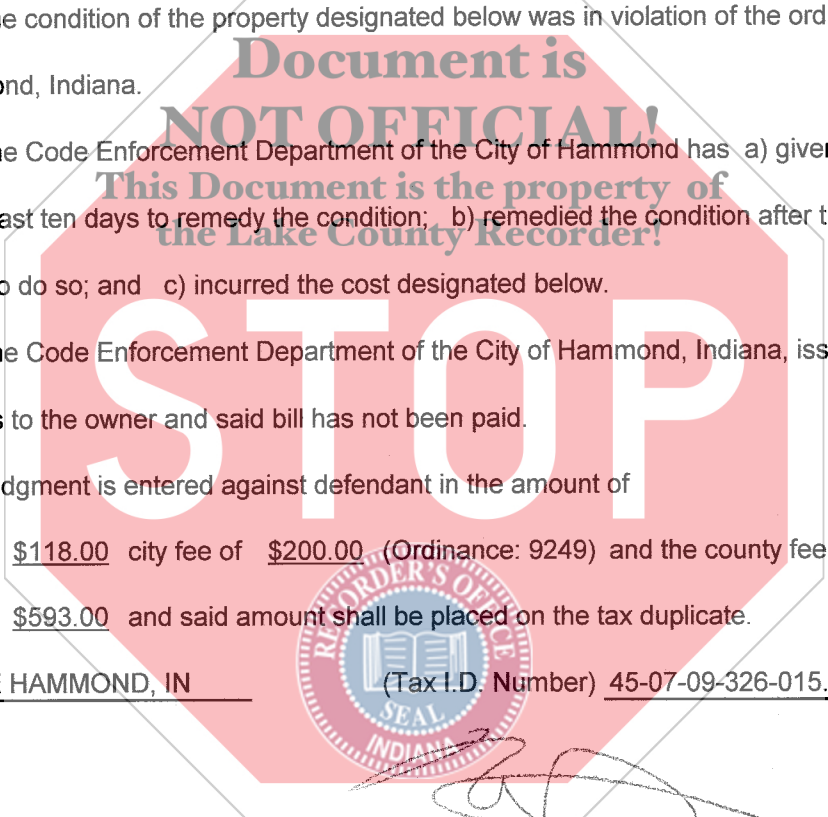 e condition of the property designated below was in violation of the ord
Document is
nd, Indiana.
NOT OFFICIAL!
e Code Enforcement Department of the City of Hammond has a) given
This Document is the property of
ast ten days to remedy the condition; b) remedied the condition after t
the Lake County Recorder!
o do so; and c) incurred the cost designated below.
STOP
e Code Enforcement Department of the City of Hammond, Indiana, iss
s to the owner and said bill has not been paid.
dgment is entered against defendant in the amount of
$118.00 city fee of $200.00 (Ordinance: 9249) and the county fee
$593.00 and said amount shall be placed on the tax duplicate.
HAMMOND, IN (Tax I.D. Number) 45-07-09-326-015.
RECORDER'S OFFICE
SEAL
INDIANA